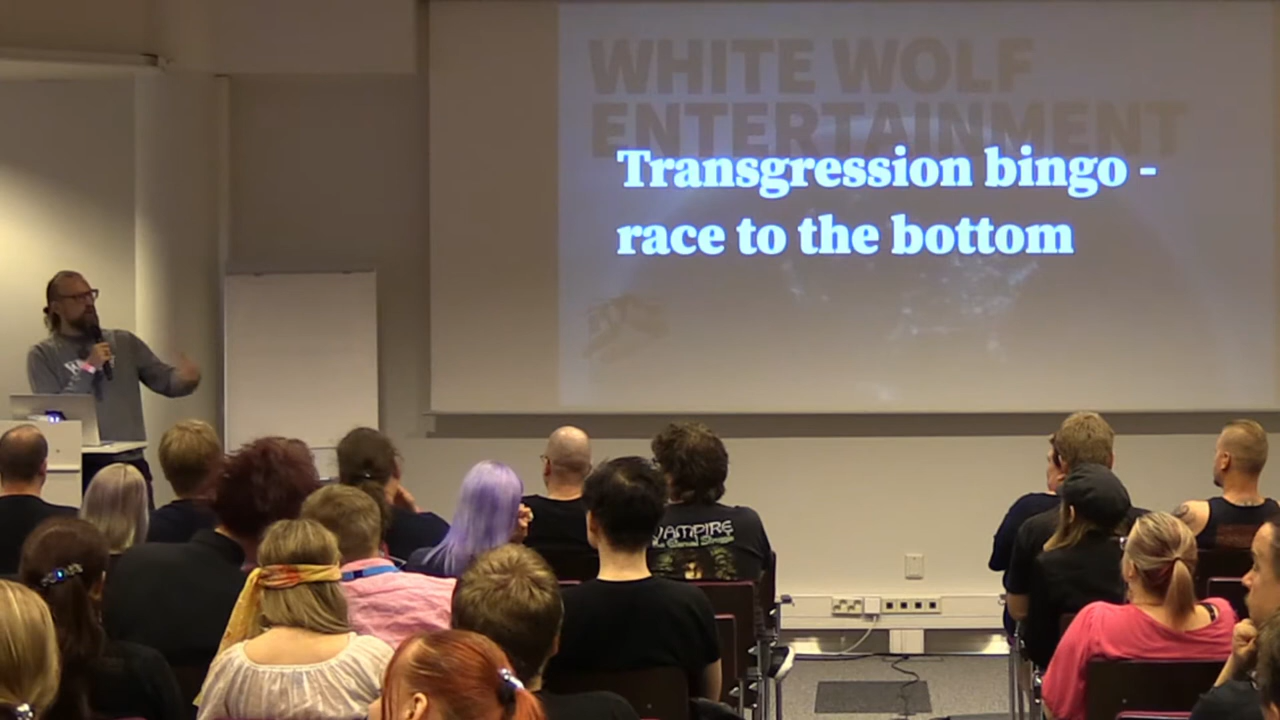 WHITE WOLF
ENTERTAINMENT
Transgression bingo -
race to the bottom
VAMPIRE